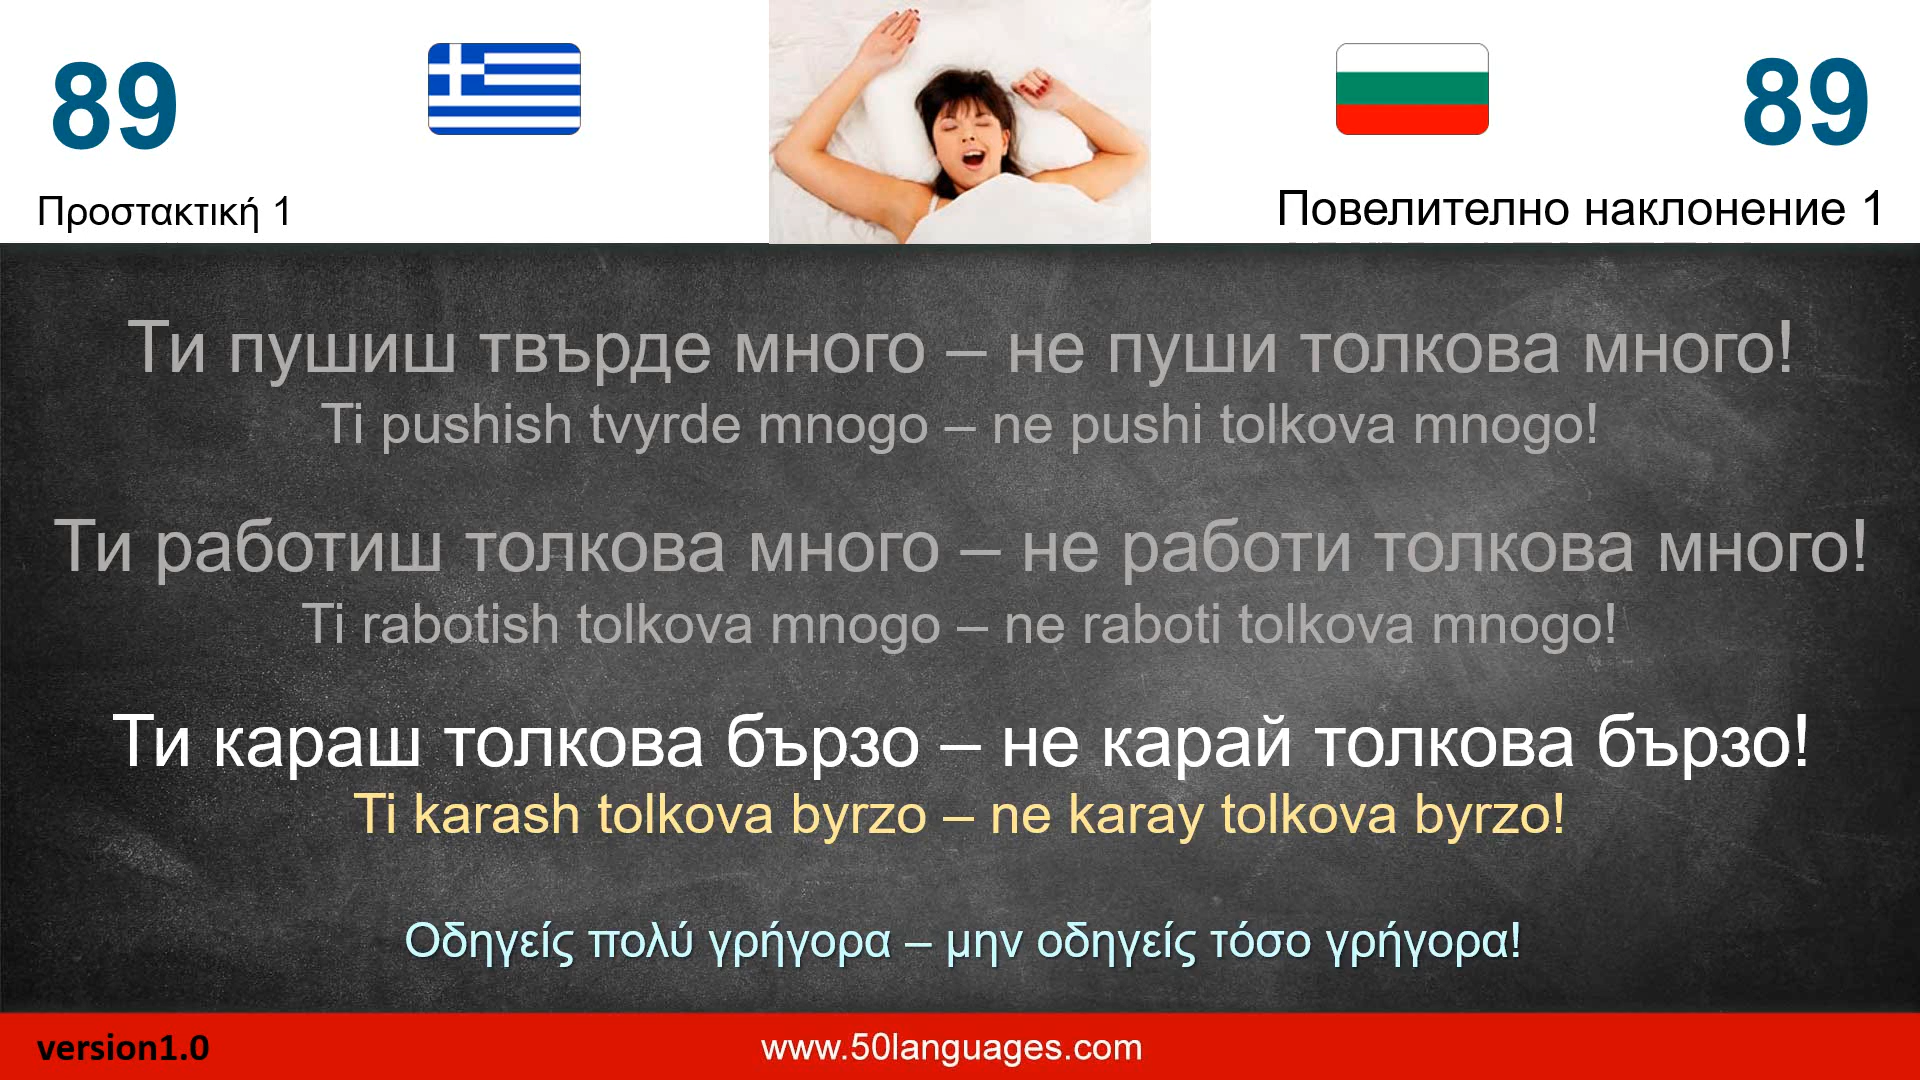 89
89
Προστακτική 1
Повелително наклонение 1
Ти пушиш твърде много – не пуши толкова много!
Ti pushish tvyrde mnogo – ne pushi tolkova mnogo!
Ти работиш толкова много – не работи толкова много!
Ti rabotish tolkova mnogo – ne raboti tolkova mnogo!
Ти караш толкова бързо – не карай толкова бързо!
Ti karash tolkova byrzo – ne karay tolkova byrzo!
Οδηγείς πολύ γρήγορα – μην οδηγείς τόσο γρήγορα!
version1.0
www.50languages.com